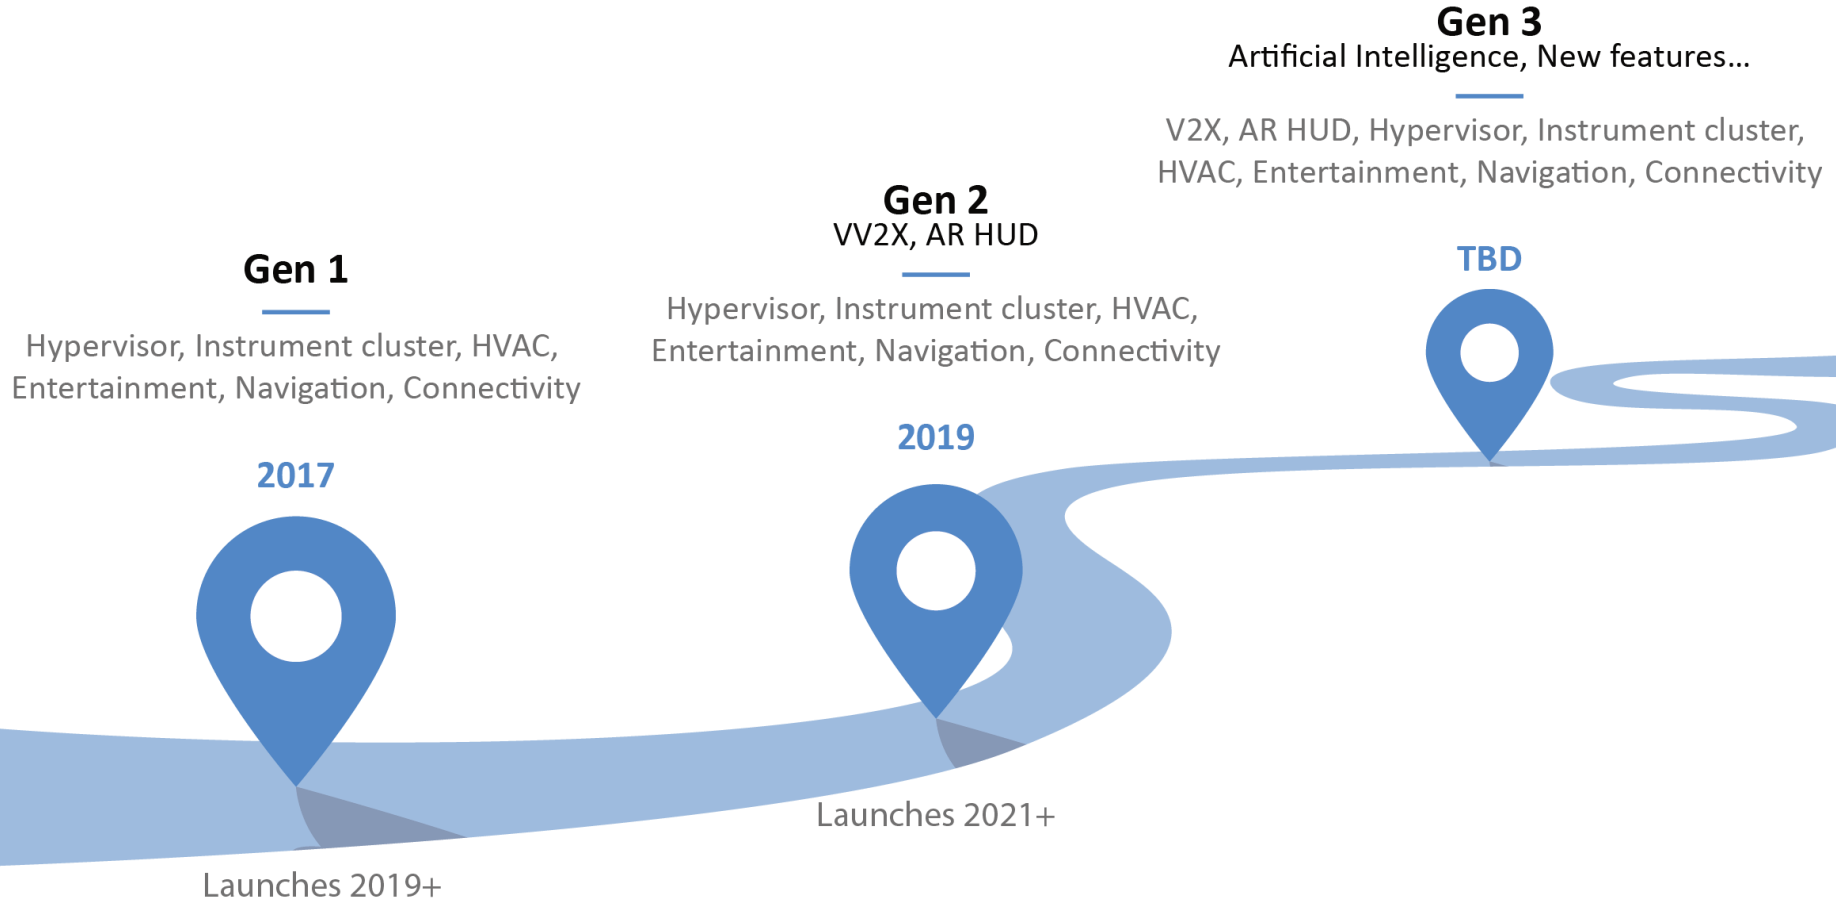 Gen 1
Hypervisor, Instrument cluster, HVAC,
Entertainment, Navigation, Connectivity
2017
Launches 2019+
Gen 2
VV2X, AR HUD
Hypervisor, Instrument cluster, HVAC,
Entertainment, Navigation, Connectivity
2019
Launches 2021+
Gen 3
Artificial Intelligence, New features...
V2X, AR HUD, Hypervisor, Instrument cluster,
HVAC, Entertainment, Navigation, Connectivity
TBD